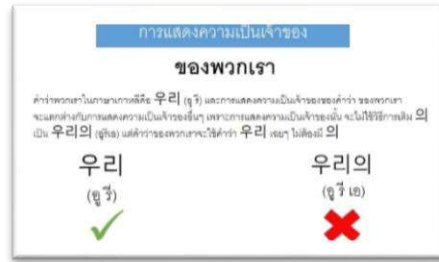 การแสดงความเป็นเจ้าของ
ของพวกเรา
คำว่าพวกเราในภาษาเกาหลีคือ 우리 (อู รี) และการแสดงความเป็นเจ้าของของคำว่า ของพวกเรา
จะแตกต่างกับการแสดงความเป็นเจ้าของอื่นๆ เพราะการแสดงความเป็นเจ้าของนั้น จะไม่ใช้วิธีการเติม 의
เป็น 우리의 (อูรีเอ) แต่คำว่าของพวกเราจะใช้คำว่า 우리 เฉยๆ ไม่ต้องมี 의
우리 우리의
(อู รี) (อู รี เอ)